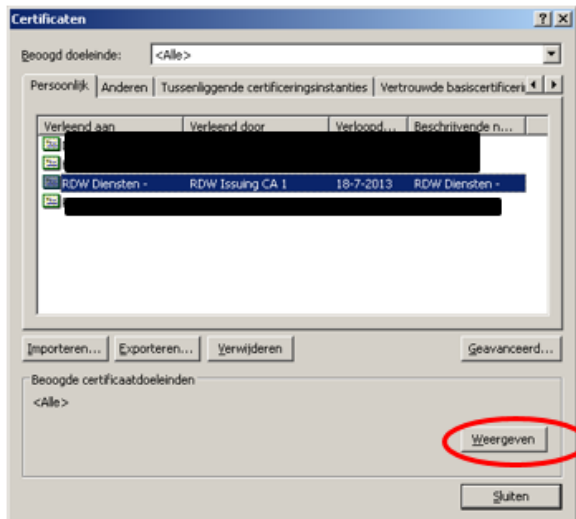 Certificaten
Beoogd doeleinde: <Alle>
Persoonlijk Anderen Tussenliggende certificeringsinstanties Vertrouwde basiscertificeri
Verleend aan Verleend door Verloopd... Beschrijvende n...
RDW Diensten - RDW Issuing CA 1 18-7-2013 RDW Diensten -
Importeren... Exporteren... Verwijderen Geavanceerd...
Beoogde certificaatdoeleinden
<Alle>
Weergeven
Sluiten